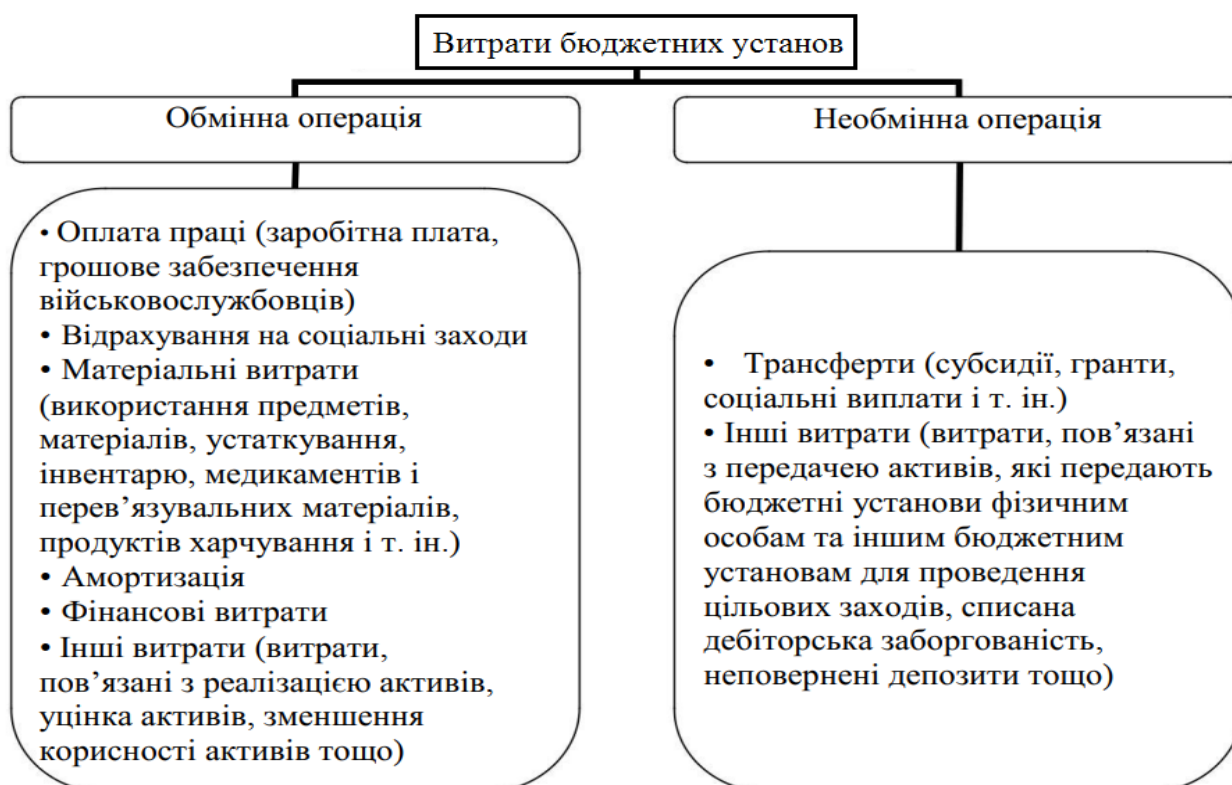 Витрати бюджетних установ
Обмінна операція
Необмінна операція
• Оплата праці (заробітна плата,
грошове забезпечення
військовослужбовців)
• Відрахування на соціальні заходи
• Матеріальні витрати
(використання предметів,
матеріалів, устаткування,
інвентарю, медикаментів і
перев’язувальних матеріалів,
продуктів харчування і т. ін.)
• Амортизація
• Фінансові витрати
• Інші витрати (витрати,
пов’язані з реалізацією активів,
уцінка активів, зменшення
корисності активів тощо)
• Трансферти (субсидії, гранти,
соціальні виплати і т. ін.)
• Інші витрати (витрати, пов’язані
з передачею активів, які передають
бюджетні установи фізичним
особам та іншим бюджетним
установам для проведення
цільових заходів, списана
дебіторська заборгованість,
неповернені депозити тощо)